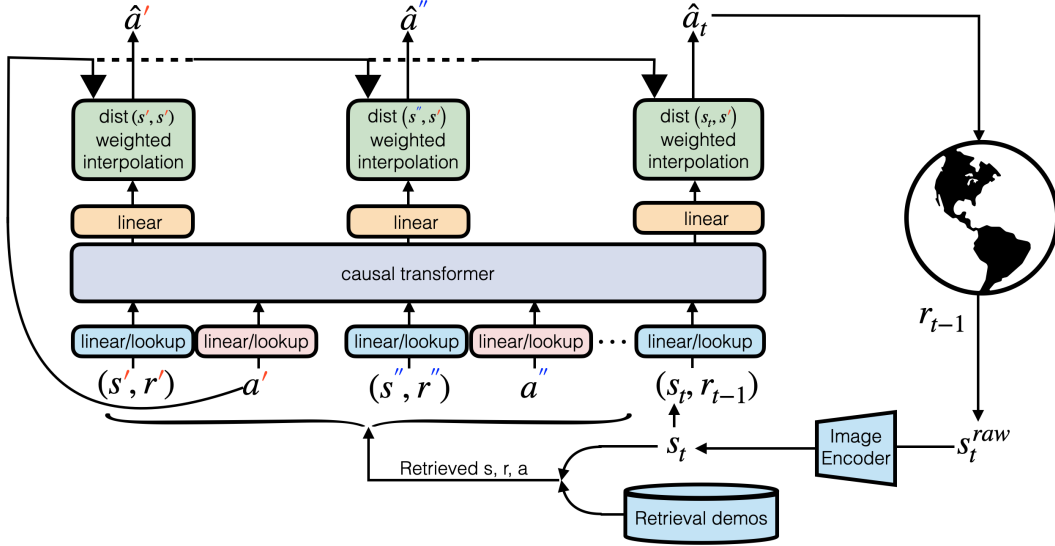 â′ â″ â_t
dist (s′, s′) weighted interpolation
dist (s″, s′) weighted interpolation
dist (s_t, s′) weighted interpolation
linear linear linear
causal transformer
linear/lookup linear/lookup linear/lookup linear/lookup ··· linear/lookup
(s′, r′) a′ (s″, r″) a″ (s_t, r_{t−1})
r_{t−1}
s_t^{raw}
Image
Encoder
s_t
Retrieved s, r, a
Retrieval demos